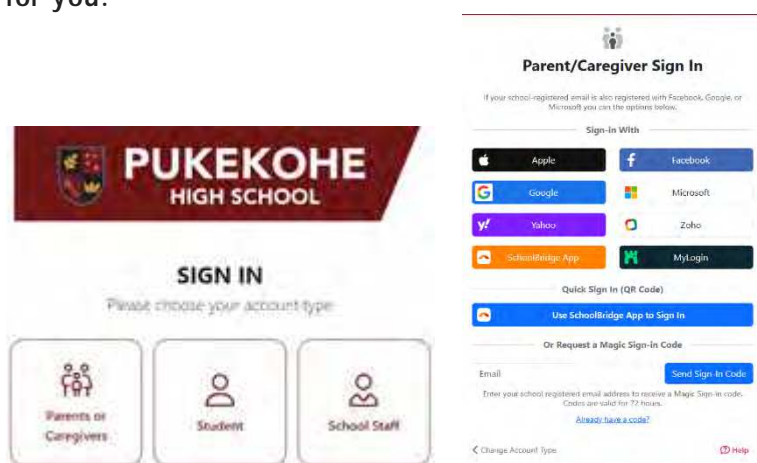 for you:
PUKEKOHE
HIGH SCHOOL
SIGN IN
Please choose your account type
Parents or
Caregivers
Student
School Staff
Parent/Caregiver Sign In
If your school-registered email is also registered with Facebook, Google, or
Microsoft you can the options below.
Sign-in With
Apple
Facebook
Google
Microsoft
Yahoo
Zoho
SchoolBridge App
MyLogin
Quick Sign In (QR Code)
Use SchoolBridge App to Sign In
Or Request a Magic Sign-in Code
Email
Send Sign-In Code
Enter your school registered email address to receive a Magic Sign-in code.
Codes are valid for 72 hours.
Already have a code?
Change Account Type
Help